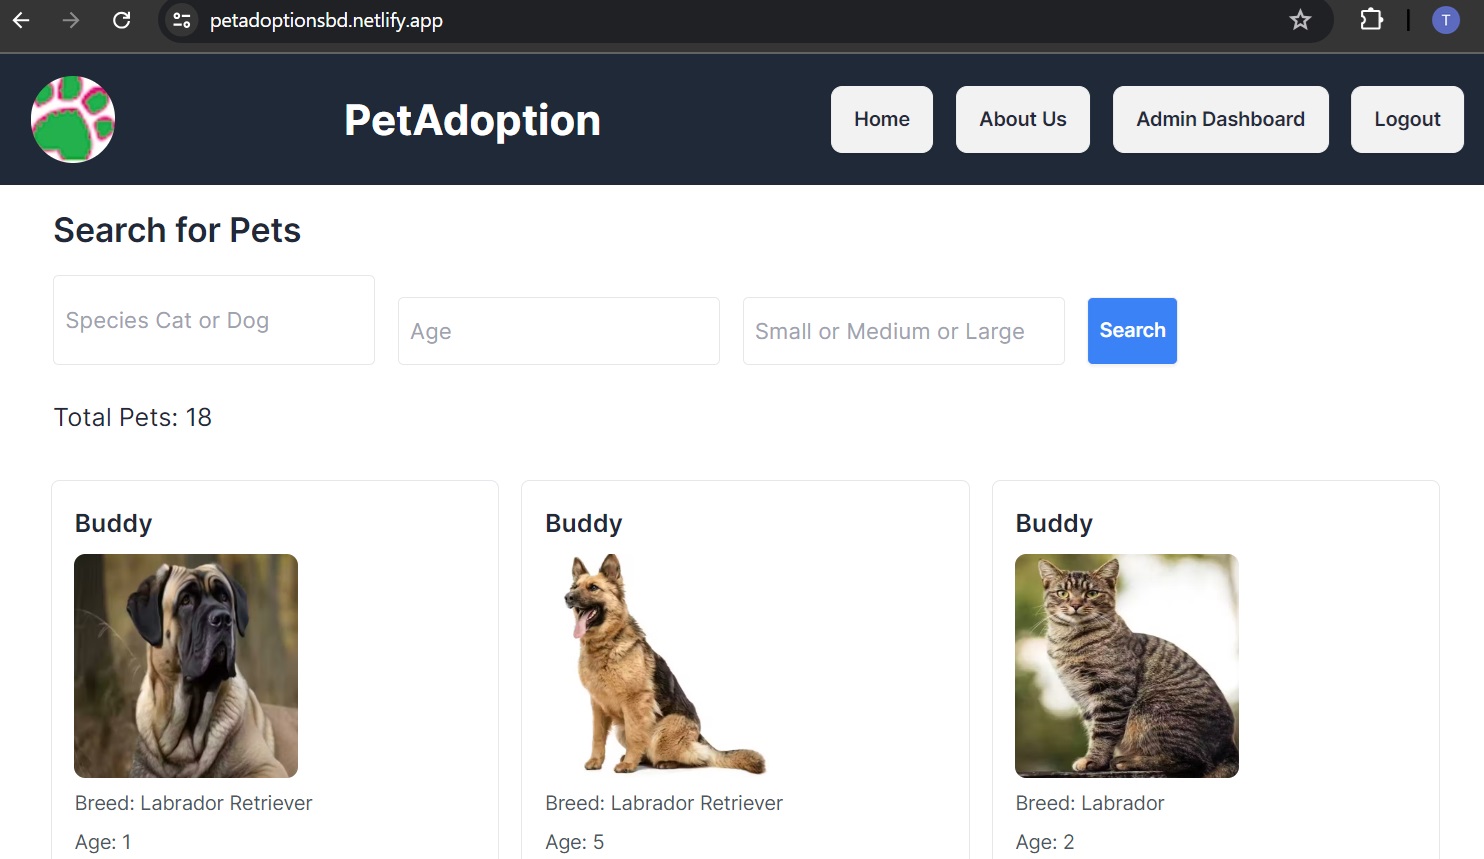 petadoptionsbd.netlify.app
T
PetAdoption
Home
About Us
Admin Dashboard
Logout
Search for Pets
Species Cat or Dog
Age
Small or Medium or Large
Search
Total Pets: 18
Buddy
Breed: Labrador Retriever
Age: 1
Buddy
Breed: Labrador Retriever
Age: 5
Buddy
Breed: Labrador
Age: 2